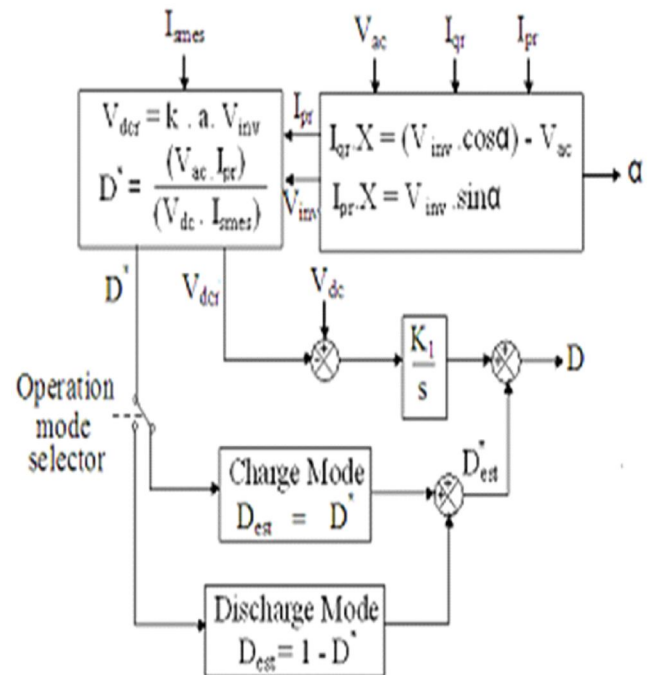 I_smes
V_ac I_qr I_pr
V_dcr = k . a. V_inv
D* = (V_ac. I_pr) / (V_dc . I_smes)
I_pr
V_inv
I_qr.X = (V_inv.cosα) - V_ac
I_pr.X = V_inv.sinα
α
D*
V_dcr
V_dc
- +
K_I / s
+ +
D
Operation
mode
selector
Charge Mode
D_est = D*
D*_est
+ +
Discharge Mode
D_est = 1 - D*